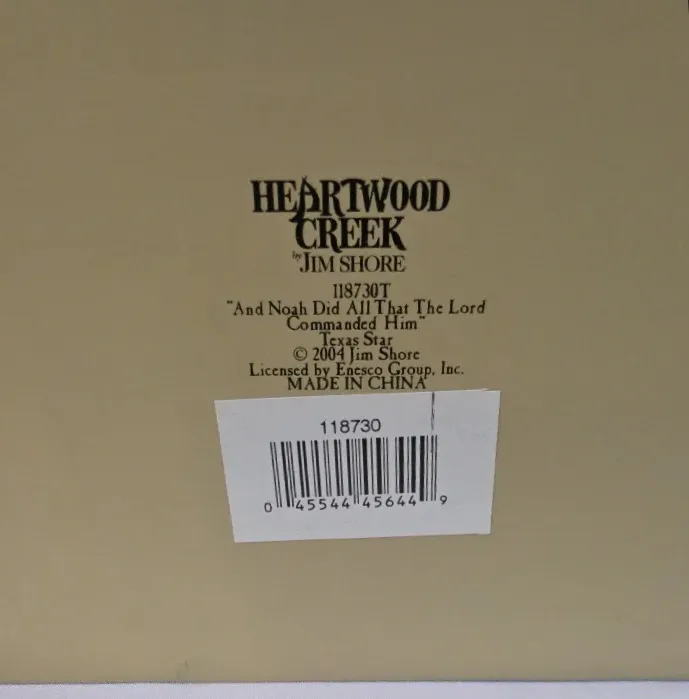 HEARTWOOD
CREEK
by JIM SHORE
118730T
"And Noah Did All That The Lord
Commanded Him"
Texas Star
© 2004 Jim Shore
Licensed by Enesco Group, Inc.
MADE IN CHINA
118730
0 45544 45644 9